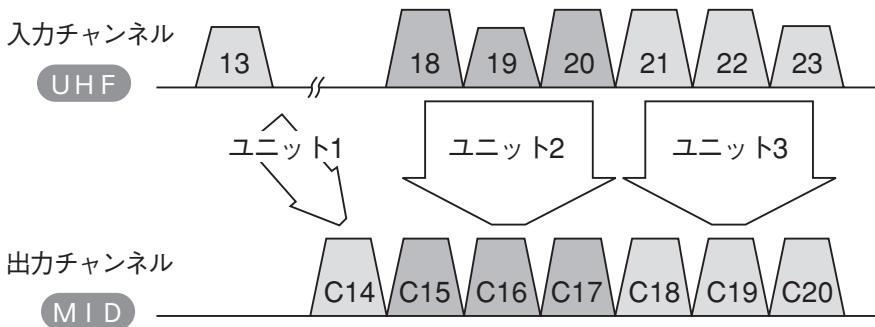 入力チャンネル
UHF
13
18
19
20
21
22
23
ユニット1
ユニット2
ユニット3
出力チャンネル
MID
C14
C15
C16
C17
C18
C19
C20